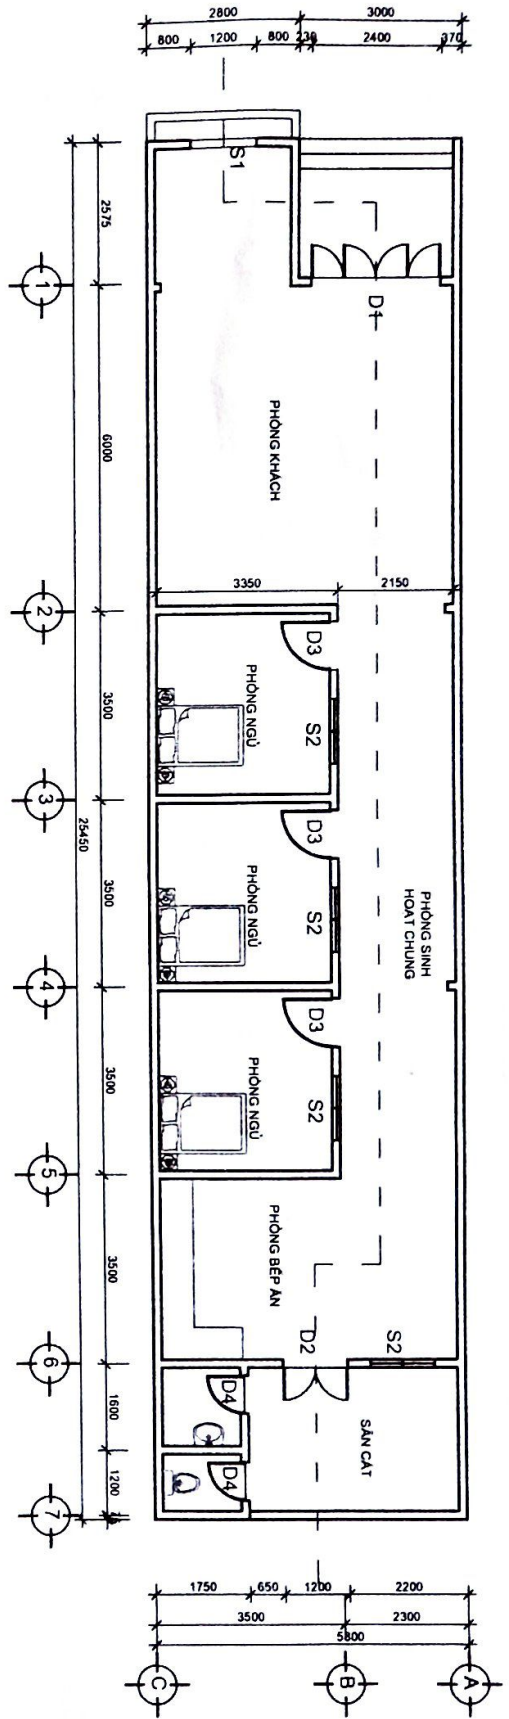 2800
3000
800
1200
800
230
2400
370
S1
D1
2575
1
6000
PHÒNG KHÁCH
3350
2150
2
D3
PHÒNG NGỦ
S2
3500
3
25450
D3
PHÒNG NGỦ
S2
3500
PHÒNG SINH
HOẠT CHUNG
4
D3
PHÒNG NGỦ
S2
3500
5
PHÒNG BẾP ĂN
3500
D2
S2
6
D4
1600
SÂN CÁT
D4
1200
7
1750
650
1200
2200
3500
2300
5800
C
B
A